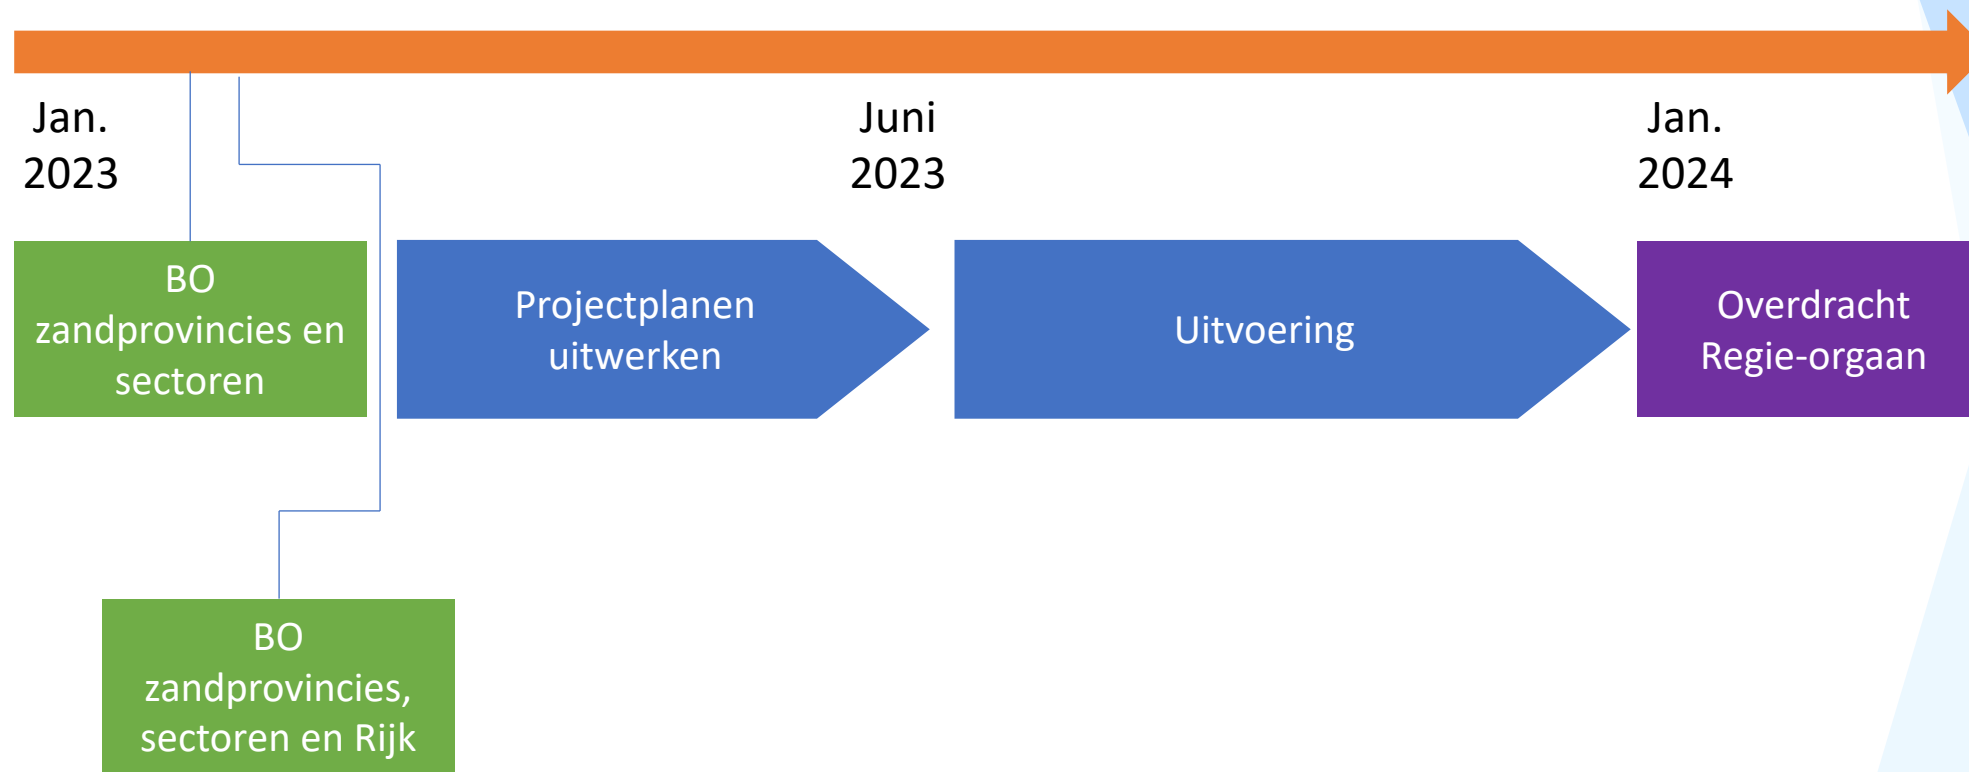 Jan.
2023
Juni
2023
Jan.
2024
BO
zandprovincies en
sectoren
Projectplanen
uitwerken
Uitvoering
Overdracht
Regie-orgaan
BO
zandprovincies,
sectoren en Rijk